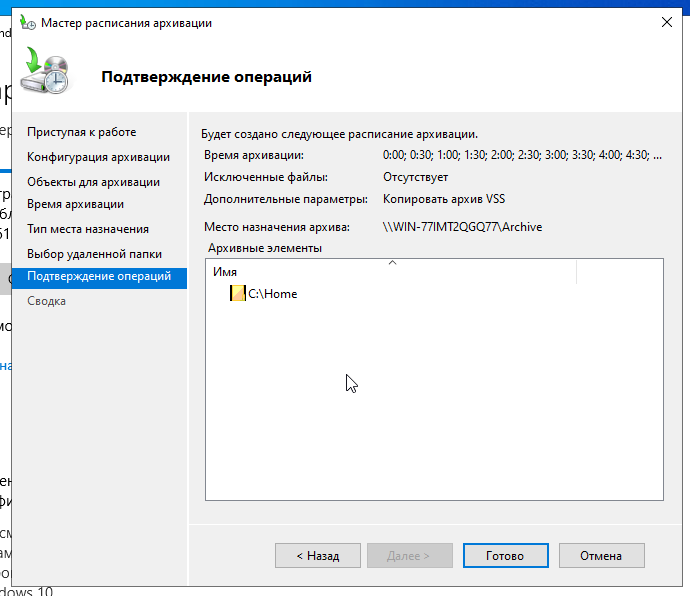 Мастер расписания архивации
Подтверждение операций
Приступая к работе
Конфигурация архивации
Объекты для архивации
Время архивации
Тип места назначения
Выбор удаленной папки
Подтверждение операций
Сводка
Будет создано следующее расписание архивации.
Время архивации: 0:00; 0:30; 1:00; 1:30; 2:00; 2:30; 3:00; 3:30; 4:00; 4:30; ...
Исключенные файлы: Отсутствует
Дополнительные параметры: Копировать архив VSS
Место назначения архива: \\WIN-77IMT2QGQ77\Archive
Архивные элементы
Имя
C:\Home
< Назад
Далее >
Готово
Отмена
dows 10